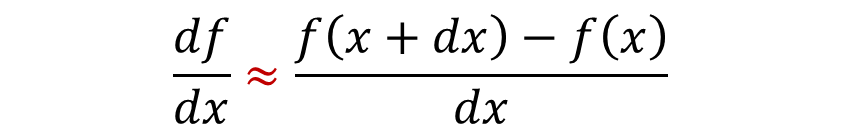 df/dx ≈ (f(x + dx) − f(x))/dx